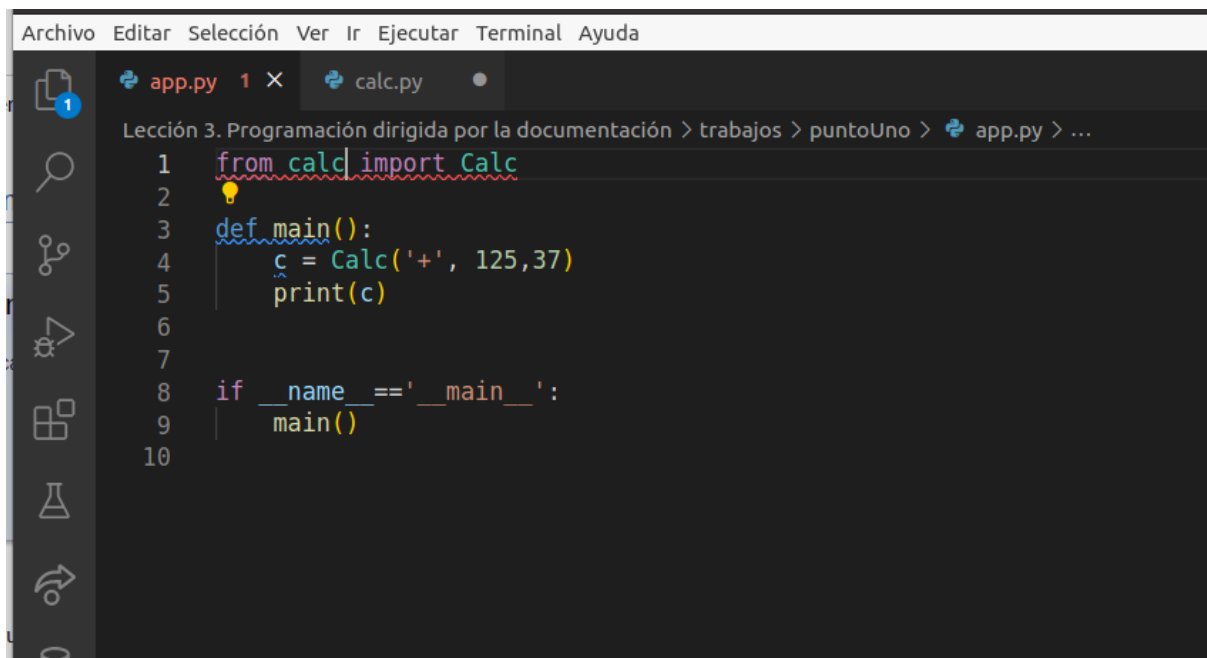 Archivo Editar Selección Ver Ir Ejecutar Terminal Ayuda
app.py 1 calc.py
1
Lección 3. Programación dirigida por la documentación > trabajos > puntoUno > app.py > ...
1 from calc import Calc
2
3 def main():
4     c = Calc('+', 125,37)
5     print(c)
6
7
8 if __name__=='__main__':
9     main()
10